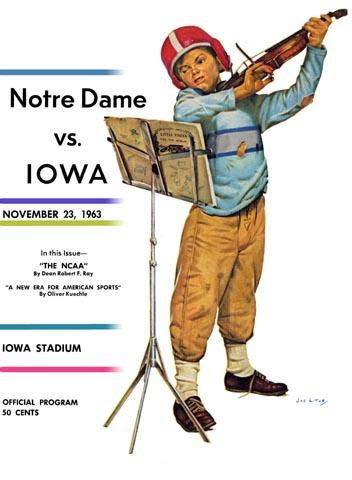 Notre Dame
VS.
IOWA
NOVEMBER 23, 1963
In this Issue—
"THE NCAA"
By Dean Robert F. Ray
"A NEW ERA FOR AMERICAN SPORTS"
By Oliver Kuechle
IOWA STADIUM
OFFICIAL PROGRAM
50 CENTS